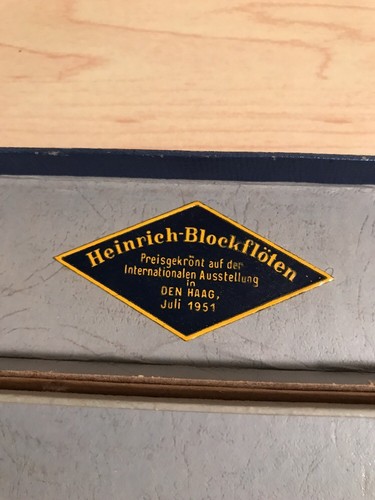 Heinrich-Blockflöten
Preisgekrönt auf der
Internationalen Ausstellung
in
DEN HAAG,
Juli 1951